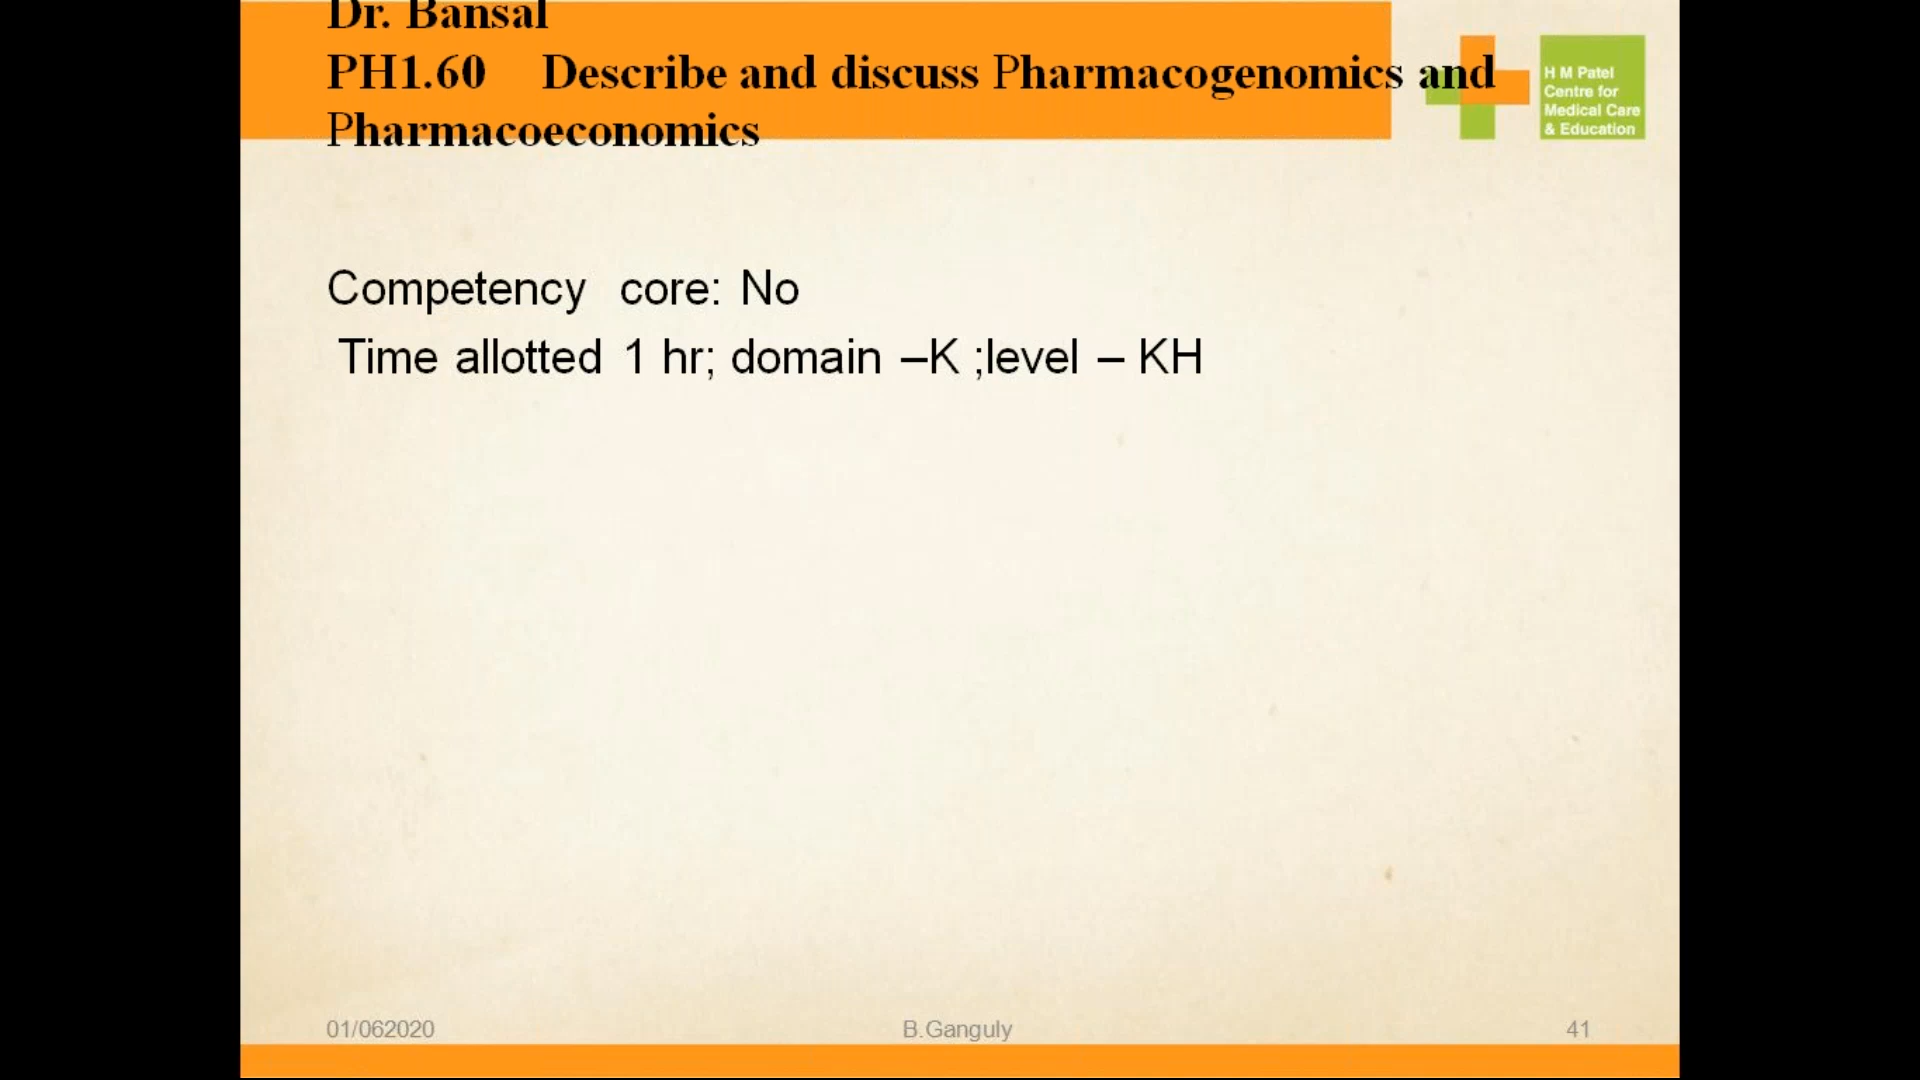 Dr. Bansal
PH1.60 Describe and discuss Pharmacogenomics and
Pharmacoeconomics
H M Patel
Centre for
Medical Care
& Education
Competency core: No
Time allotted 1 hr; domain –K ;level – KH
01/062020
B.Ganguly
41